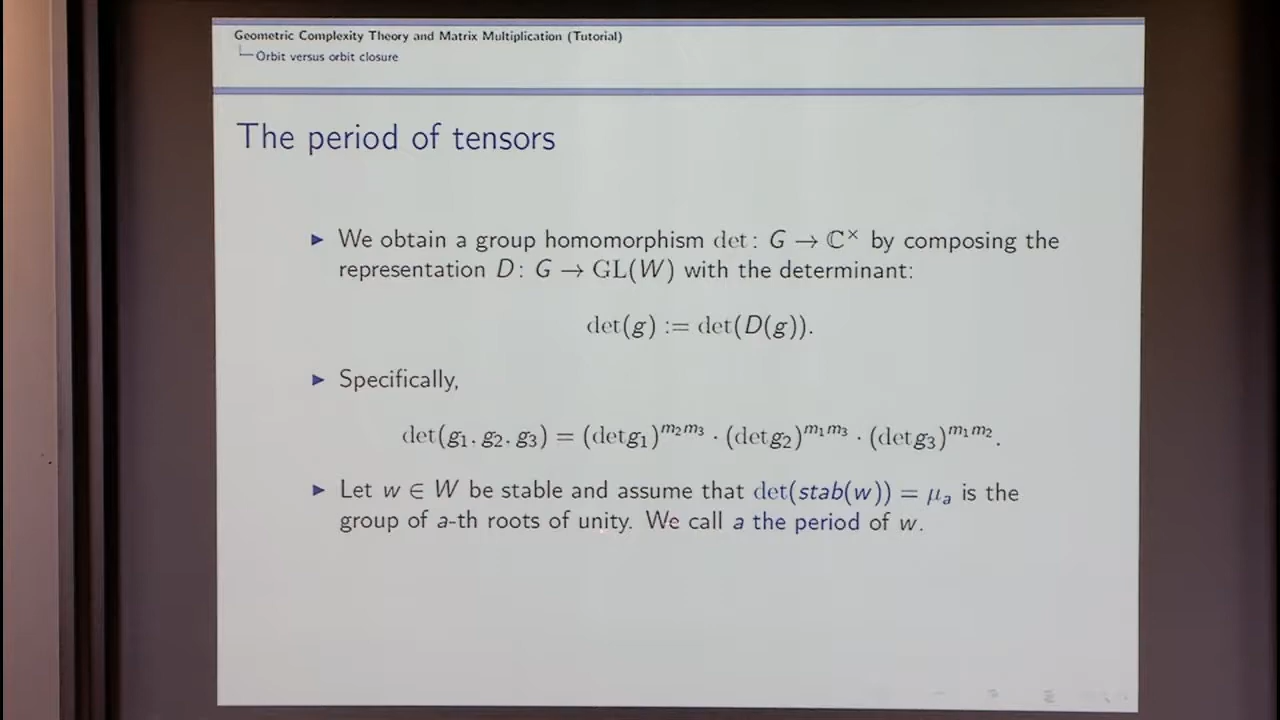 Geometric Complexity Theory and Matrix Multiplication (Tutorial)
Orbit versus orbit closure
The period of tensors
► We obtain a group homomorphism det: G → ℂ× by composing the
representation D: G → GL(W) with the determinant:
det(g) := det(D(g)).
► Specifically,
det(g₁. g₂. g₃) = (detg₁)^{m₂m₃} · (detg₂)^{m₁m₃} · (detg₃)^{m₁m₂}.
► Let w ∈ W be stable and assume that det(stab(w)) = μₐ is the
group of a-th roots of unity. We call a the period of w.